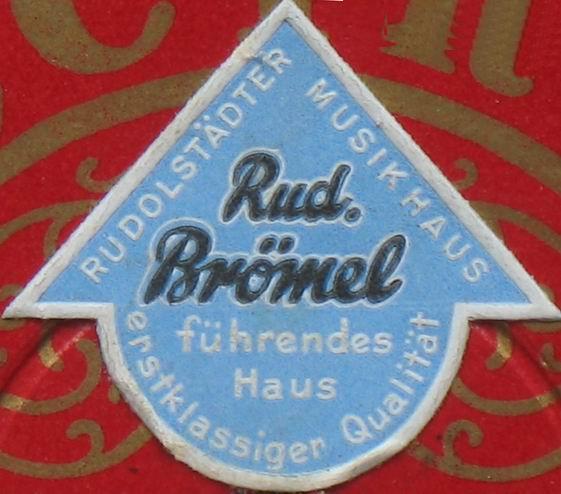 RUDOLSTÄDTER MUSIKHAUS
Rud.
Brömel
führendes
Haus
erstklassiger Qualität